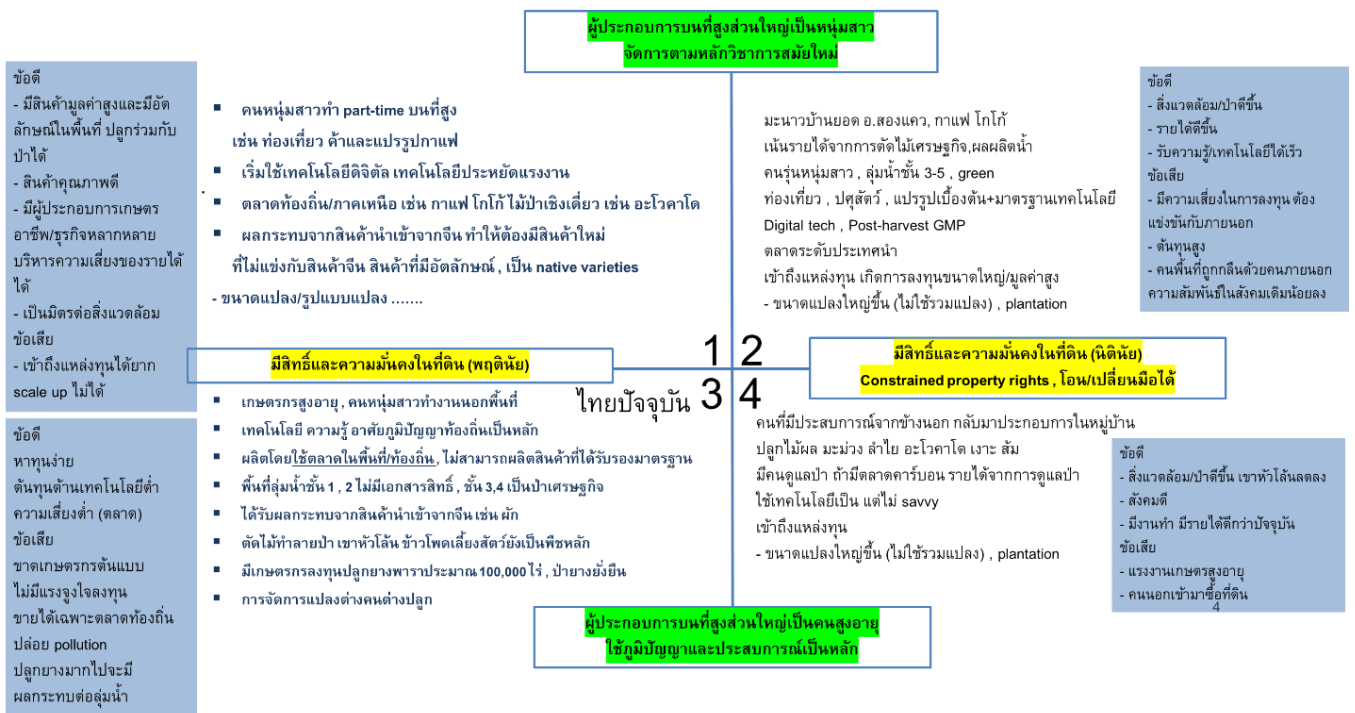 ผู้ประกอบการบนที่สูงส่วนใหญ่เป็นหนุ่มสาว
จัดการตามหลักวิชาการสมัยใหม่
ข้อดี
- มีสินค้ามูลค่าสูงและมีอัต
ลักษณ์ในพื้นที่ ปลูกร่วมกับ
ป่าได้
- สินค้าคุณภาพดี
- มีผู้ประกอบการเกษตร
อาชีพ/ธุรกิจหลากหลาย
บริหารความเสี่ยงของรายได้
ได้
- เป็นมิตรต่อสิ่งแวดล้อม
ข้อเสีย
- เข้าถึงแหล่งทุนได้ยาก
scale up ไม่ได้
▪ คนหนุ่มสาวทำ part-time บนที่สูง
เช่น ท่องเที่ยว ค้าและแปรรูปกาแฟ
▪ เริ่มใช้เทคโนโลยีดิจิตัล เทคโนโลยีประหยัดแรงงาน
▪ ตลาดท้องถิ่น/ภาคเหนือ เช่น กาแฟ โกโก้ ไม้ป่าเชิงเดี่ยว เช่น อะโวคาโด
▪ ผลกระทบจากสินค้านำเข้าจากจีน ทำให้ต้องมีสินค้าใหม่
ที่ไม่แข่งกับสินค้าจีน สินค้าที่มีอัตลักษณ์ , เป็น native varieties
- ขนาดแปลง/รูปแบบแปลง .......
มะนาวบ้านยอด อ.สองแคว, กาแฟ โกโก้
เน้นรายได้จากการตัดไม้เศรษฐกิจ,ผลผลิตน้ำ
คนรุ่นหนุ่มสาว , ลุ่มน้ำชั้น 3-5 , green
ท่องเที่ยว , ปศุสัตว์ , แปรรูปเบื้องต้น+มาตรฐานเทคโนโลยี
Digital tech , Post-harvest GMP
ตลาดระดับประเทศนำ
เข้าถึงแหล่งทุน เกิดการลงทุนขนาดใหญ่/มูลค่าสูง
- ขนาดแปลงใหญ่ขึ้น (ไม่ใช้รวมแปลง) , plantation
ข้อดี
- สิ่งแวดล้อม/ป่าดีขึ้น
- รายได้ดีขึ้น
- รับความรู้/เทคโนโลยีได้เร็ว
ข้อเสีย
- มีความเสี่ยงในการลงทุน ต้อง
แข่งขันกับภายนอก
- ต้นทุนสูง
- คนพื้นที่ถูกกลืนด้วยคนภายนอก
ความสัมพันธ์ในสังคมเดิมน้อยลง
มีสิทธิ์และความมั่นคงในที่ดิน (พฤตินัย)
1 2
มีสิทธิ์และความมั่นคงในที่ดิน (นิตินัย)
Constrained property rights , โอน/เปลี่ยนมือได้
ไทยปัจจุบัน 3 4
ข้อดี
หาทุนง่าย
ต้นทุนด้านเทคโนโลยีต่ำ
ความเสี่ยงต่ำ (ตลาด)
ข้อเสีย
ขาดเกษตรกรต้นแบบ
ไม่มีแรงจูงใจลงทุน
ขายได้เฉพาะตลาดท้องถิ่น
ปล่อย pollution
ปลูกยางมากไปจะมี
ผลกระทบต่อลุ่มน้ำ
▪ เกษตรกรสูงอายุ , คนหนุ่มสาวทำงานนอกพื้นที่
▪ เทคโนโลยี ความรู้ อาศัยภูมิปัญญาท้องถิ่นเป็นหลัก
▪ ผลิตโดยใช้ตลาดในพื้นที่/ท้องถิ่น, ไม่สามารถผลิตสินค้าที่ได้รับรองมาตรฐาน
▪ พื้นที่ลุ่มน้ำชั้น 1 , 2 ไม่มีเอกสารสิทธิ์ , ชั้น 3,4 เป็นป่าเศรษฐกิจ
▪ ได้รับผลกระทบจากสินค้านำเข้าจากจีน เช่น ผัก
▪ ตัดไม้ทำลายป่า เขาหัวโล้น ข้าวโพดเลี้ยงสัตว์ยังเป็นพืชหลัก
▪ มีเกษตรกรลงทุนปลูกยางพาราประมาณ 100,000 ไร่ , ป่ายางยั่งยืน
▪ การจัดการแปลงต่างคนต่างปลูก
คนที่มีประสบการณ์จากข้างนอก กลับมาประกอบการในหมู่บ้าน
ปลูกไม้ผล มะม่วง ลำไย อะโวคาโด เงาะ ส้ม
มีคนดูแลป่า ถ้ามีตลาดคาร์บอน รายได้จากการดูแลป่า
ใช้เทคโนโลยีเป็น แต่ไม่ savvy
เข้าถึงแหล่งทุน
- ขนาดแปลงใหญ่ขึ้น (ไม่ใช้รวมแปลง) , plantation
ข้อดี
- สิ่งแวดล้อม/ป่าดีขึ้น เขาหัวโล้นลดลง
- สังคมดี
- มีงานทำ มีรายได้ดีกว่าปัจจุบัน
ข้อเสีย
- แรงงานเกษตรสูงอายุ
- คนนอกเข้ามาซื้อที่ดิน
4
ผู้ประกอบการบนที่สูงส่วนใหญ่เป็นคนสูงอายุ
ใช้ภูมิปัญญาและประสบการณ์เป็นหลัก